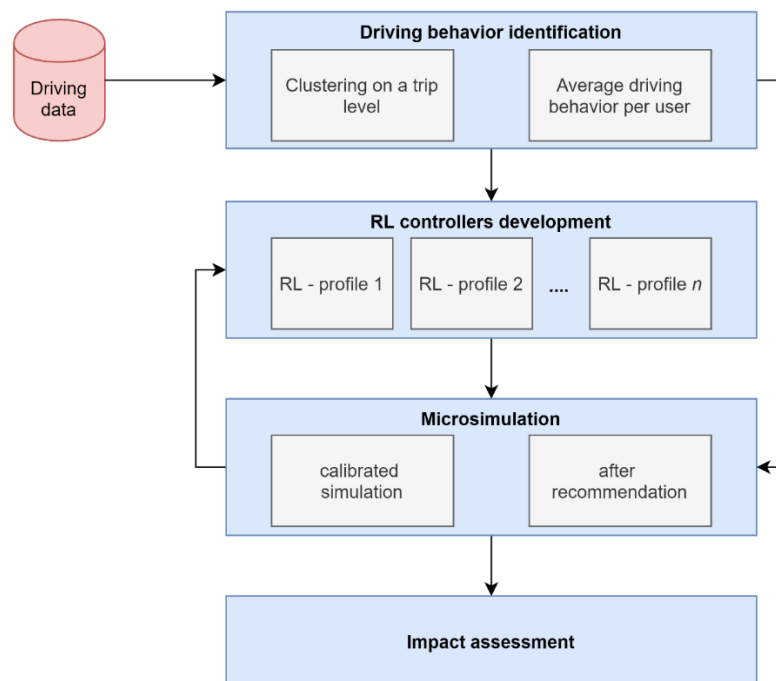 Driving behavior identification
Driving
data
Clustering on a trip
level
Average driving
behavior per user
RL controllers development
RL - profile 1
RL - profile 2
....
RL - profile n
Microsimulation
calibrated
simulation
after
recommendation
Impact assessment